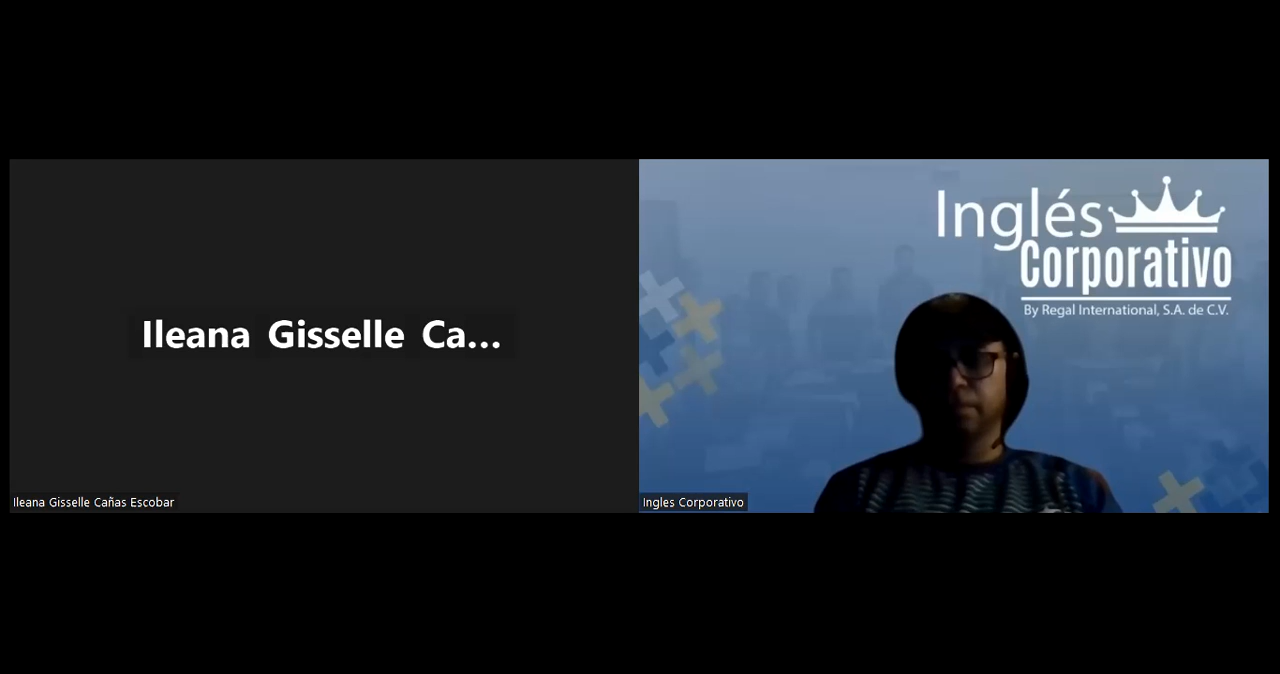 Ileana Gisselle Ca...
Ileana Gisselle Cañas Escobar
Inglés
Corporativo
By Regal International, S.A. de C.V.
Ingles Corporativo